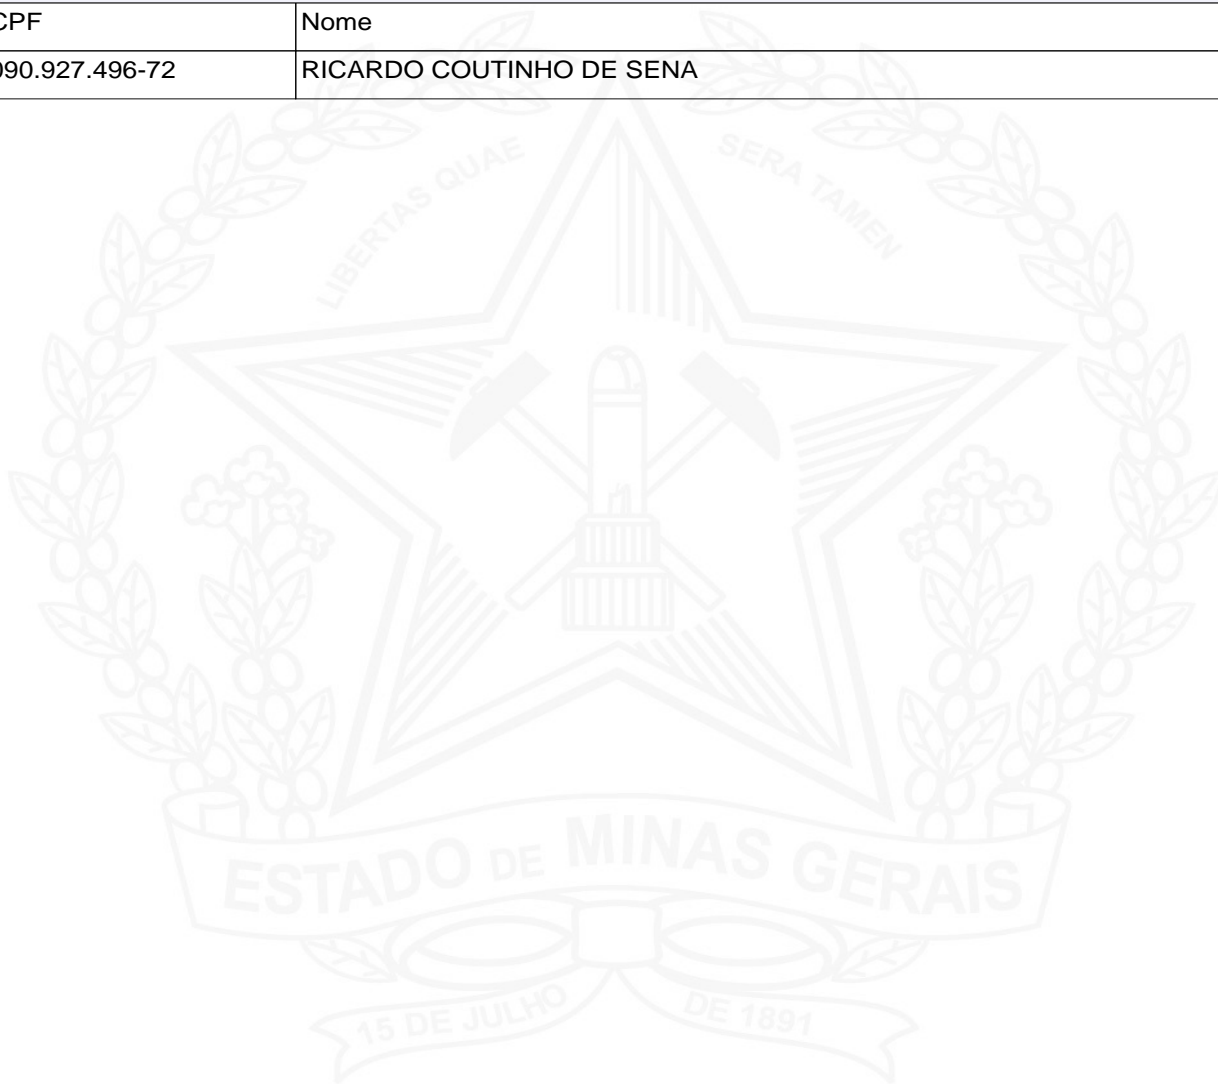 CPF Nome
090.927.496-72 RICARDO COUTINHO DE SENA
LIBERTAS QUAE SERA TAMEN
ESTADO DE MINAS GERAIS
15 DE JULHO DE 1891